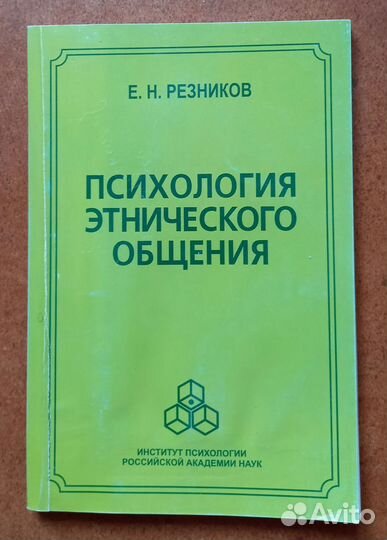 Е. Н. РЕЗНИКОВ
ПСИХОЛОГИЯ
ЭТНИЧЕСКОГО
ОБЩЕНИЯ
ИНСТИТУТ ПСИХОЛОГИИ
РОССИЙСКОЙ АКАДЕМИИ НАУК
Avito